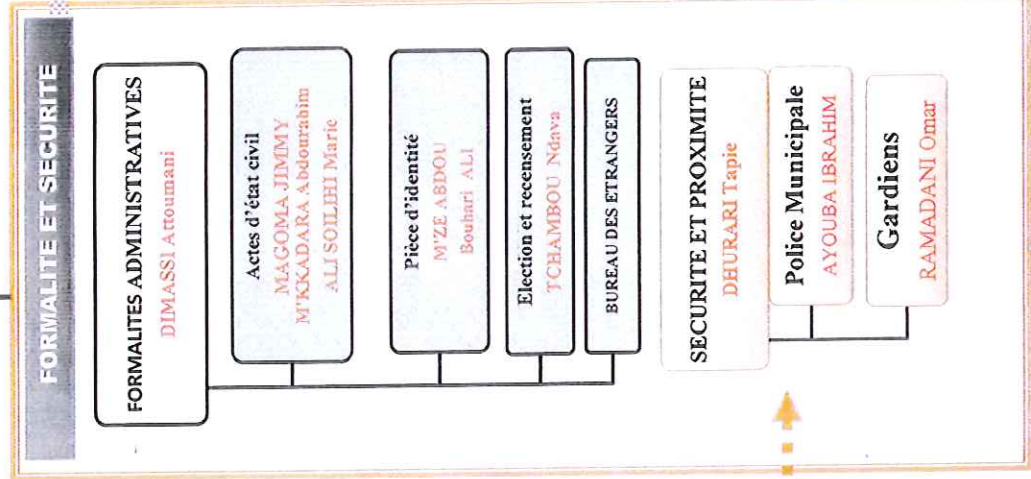 FORMALITE ET SECURITE
FORMALITES ADMINISTRATIVES
DIMASSI Attoumani
Actes d'état civil
MAGOMA JIMMY
M'KKADARA Abdourahim
ALI SOILIHI Marie
Pièce d'identité
M'ZE ABDOU
Bouhari ALI
Election et recensement
TCHAMBOU Ndava
BUREAU DES ETRANGERS
SECURITE ET PROXIMITE
DHURARI Tapie
Police Municipale
AYOUBA IBRAHIM
Gardiens
RAMADANI Omar